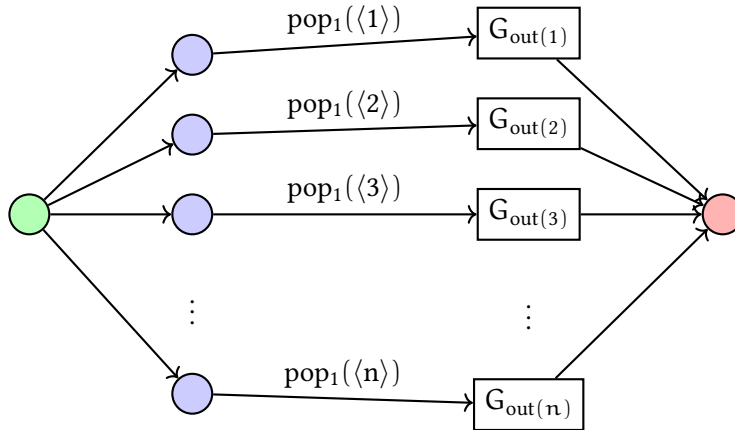 pop₁(⟨1⟩) G_out(1)
pop₁(⟨2⟩) G_out(2)
pop₁(⟨3⟩) G_out(3)
⋮ ⋮
pop₁(⟨n⟩) G_out(n)